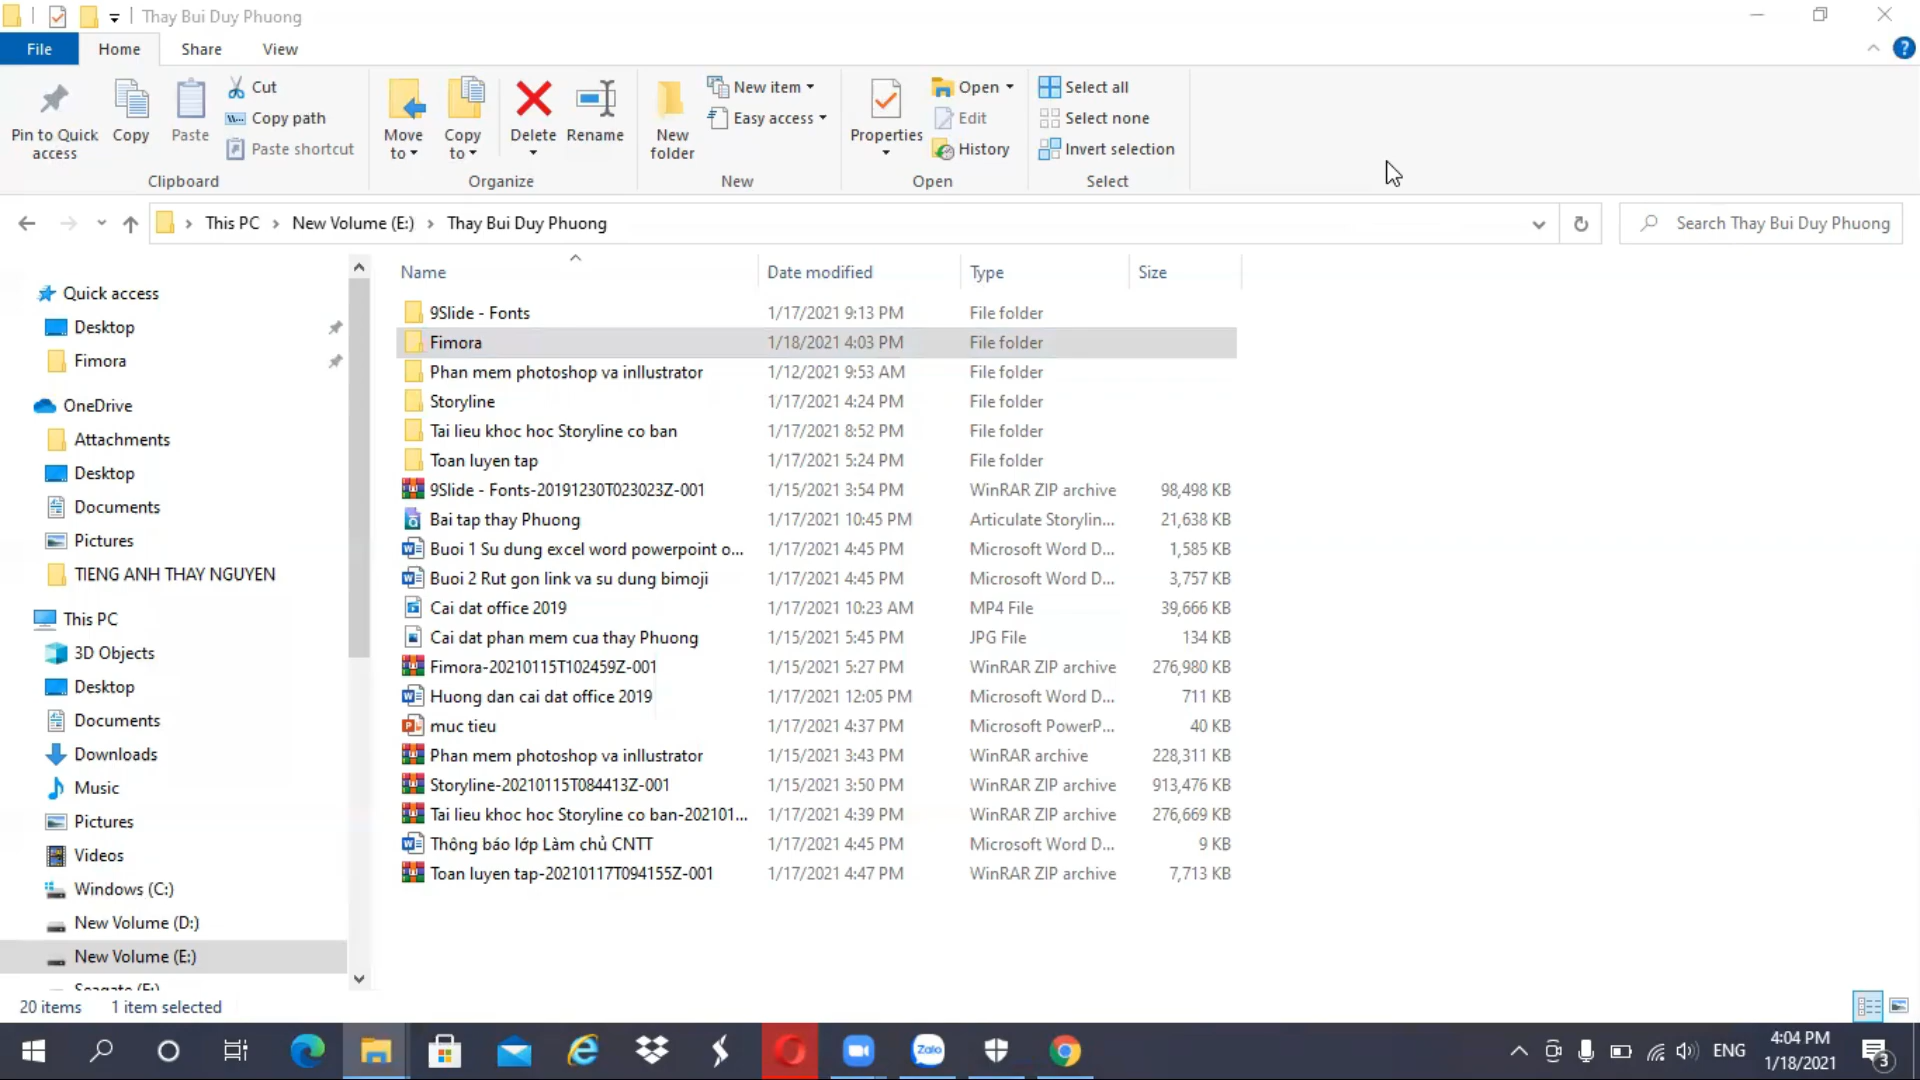 Thay Bui Duy Phuong
File Home Share View
Pin to Quick access
Copy
Paste
Cut
Copy path
Paste shortcut
Clipboard
Move to
Copy to
Delete
Rename
Organize
New folder
New item
Easy access
New
Properties
Open
Edit
History
Open
Select all
Select none
Invert selection
Select
This PC > New Volume (E:) > Thay Bui Duy Phuong
Search Thay Bui Duy Phuong
Quick access
Desktop
Fimora
OneDrive
Attachments
Desktop
Documents
Pictures
TIENG ANH THAY NGUYEN
This PC
3D Objects
Desktop
Documents
Downloads
Music
Pictures
Videos
Windows (C:)
New Volume (D:)
New Volume (E:)
Seagate (F:)
Name Date modified Type Size
9Slide - Fonts 1/17/2021 9:13 PM File folder
Fimora 1/18/2021 4:03 PM File folder
Phan mem photoshop va inllustrator 1/12/2021 9:53 AM File folder
Storyline 1/17/2021 4:24 PM File folder
Tai lieu khoc hoc Storyline co ban 1/17/2021 8:52 PM File folder
Toan luyen tap 1/17/2021 5:24 PM File folder
9Slide - Fonts-20191230T023023Z-001 1/15/2021 3:54 PM WinRAR ZIP archive 98,498 KB
Bai tap thay Phuong 1/17/2021 10:45 PM Articulate Storylin... 21,638 KB
Buoi 1 Su dung excel word powerpoint o... 1/17/2021 4:45 PM Microsoft Word D... 1,585 KB
Buoi 2 Rut gon link va su dung bimoji 1/17/2021 4:45 PM Microsoft Word D... 3,757 KB
Cai dat office 2019 1/17/2021 10:23 AM MP4 File 39,666 KB
Cai dat phan mem cua thay Phuong 1/15/2021 5:45 PM JPG File 134 KB
Fimora-20210115T102459Z-001 1/15/2021 5:27 PM WinRAR ZIP archive 276,980 KB
Huong dan cai dat office 2019 1/17/2021 12:05 PM Microsoft Word D... 711 KB
muc tieu 1/17/2021 4:37 PM Microsoft PowerP... 40 KB
Phan mem photoshop va inllustrator 1/15/2021 3:43 PM WinRAR archive 228,311 KB
Storyline-20210115T084413Z-001 1/15/2021 3:50 PM WinRAR ZIP archive 913,476 KB
Tai lieu khoc hoc Storyline co ban-202101... 1/17/2021 4:39 PM WinRAR ZIP archive 276,669 KB
Thông báo lớp Làm chủ CNTT 1/17/2021 4:45 PM Microsoft Word D... 9 KB
Toan luyen tap-20210117T094155Z-001 1/17/2021 4:47 PM WinRAR ZIP archive 7,713 KB
20 items 1 item selected
Zalo
ENG
4:04 PM
1/18/2021
3